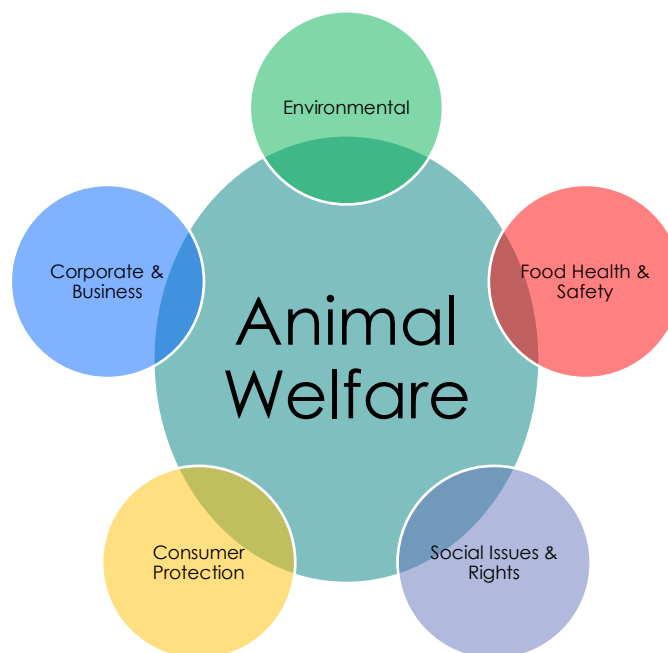 Environmental
Corporate &
Business
Food Health &
Safety
Animal
Welfare
Consumer
Protection
Social Issues &
Rights